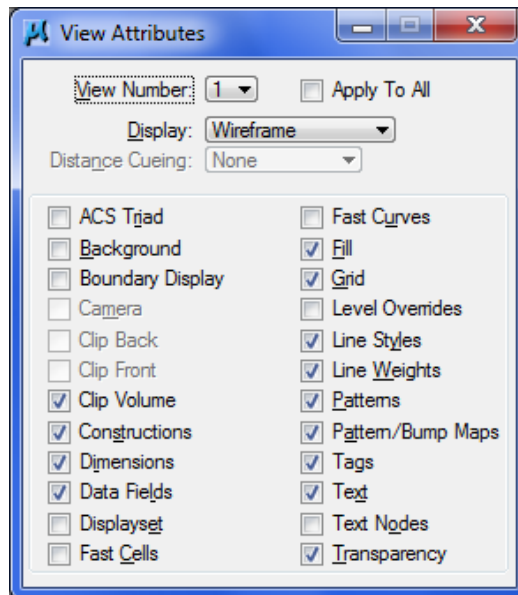 View Attributes
View Number: 1 Apply To All
Display: Wireframe
Distance Cueing: None
ACS Triad Fast Curves
Background Fill
Boundary Display Grid
Camera Level Overrides
Clip Back Line Styles
Clip Front Line Weights
Clip Volume Patterns
Constructions Pattern/Bump Maps
Dimensions Tags
Data Fields Text
Displayset Text Nodes
Fast Cells Transparency